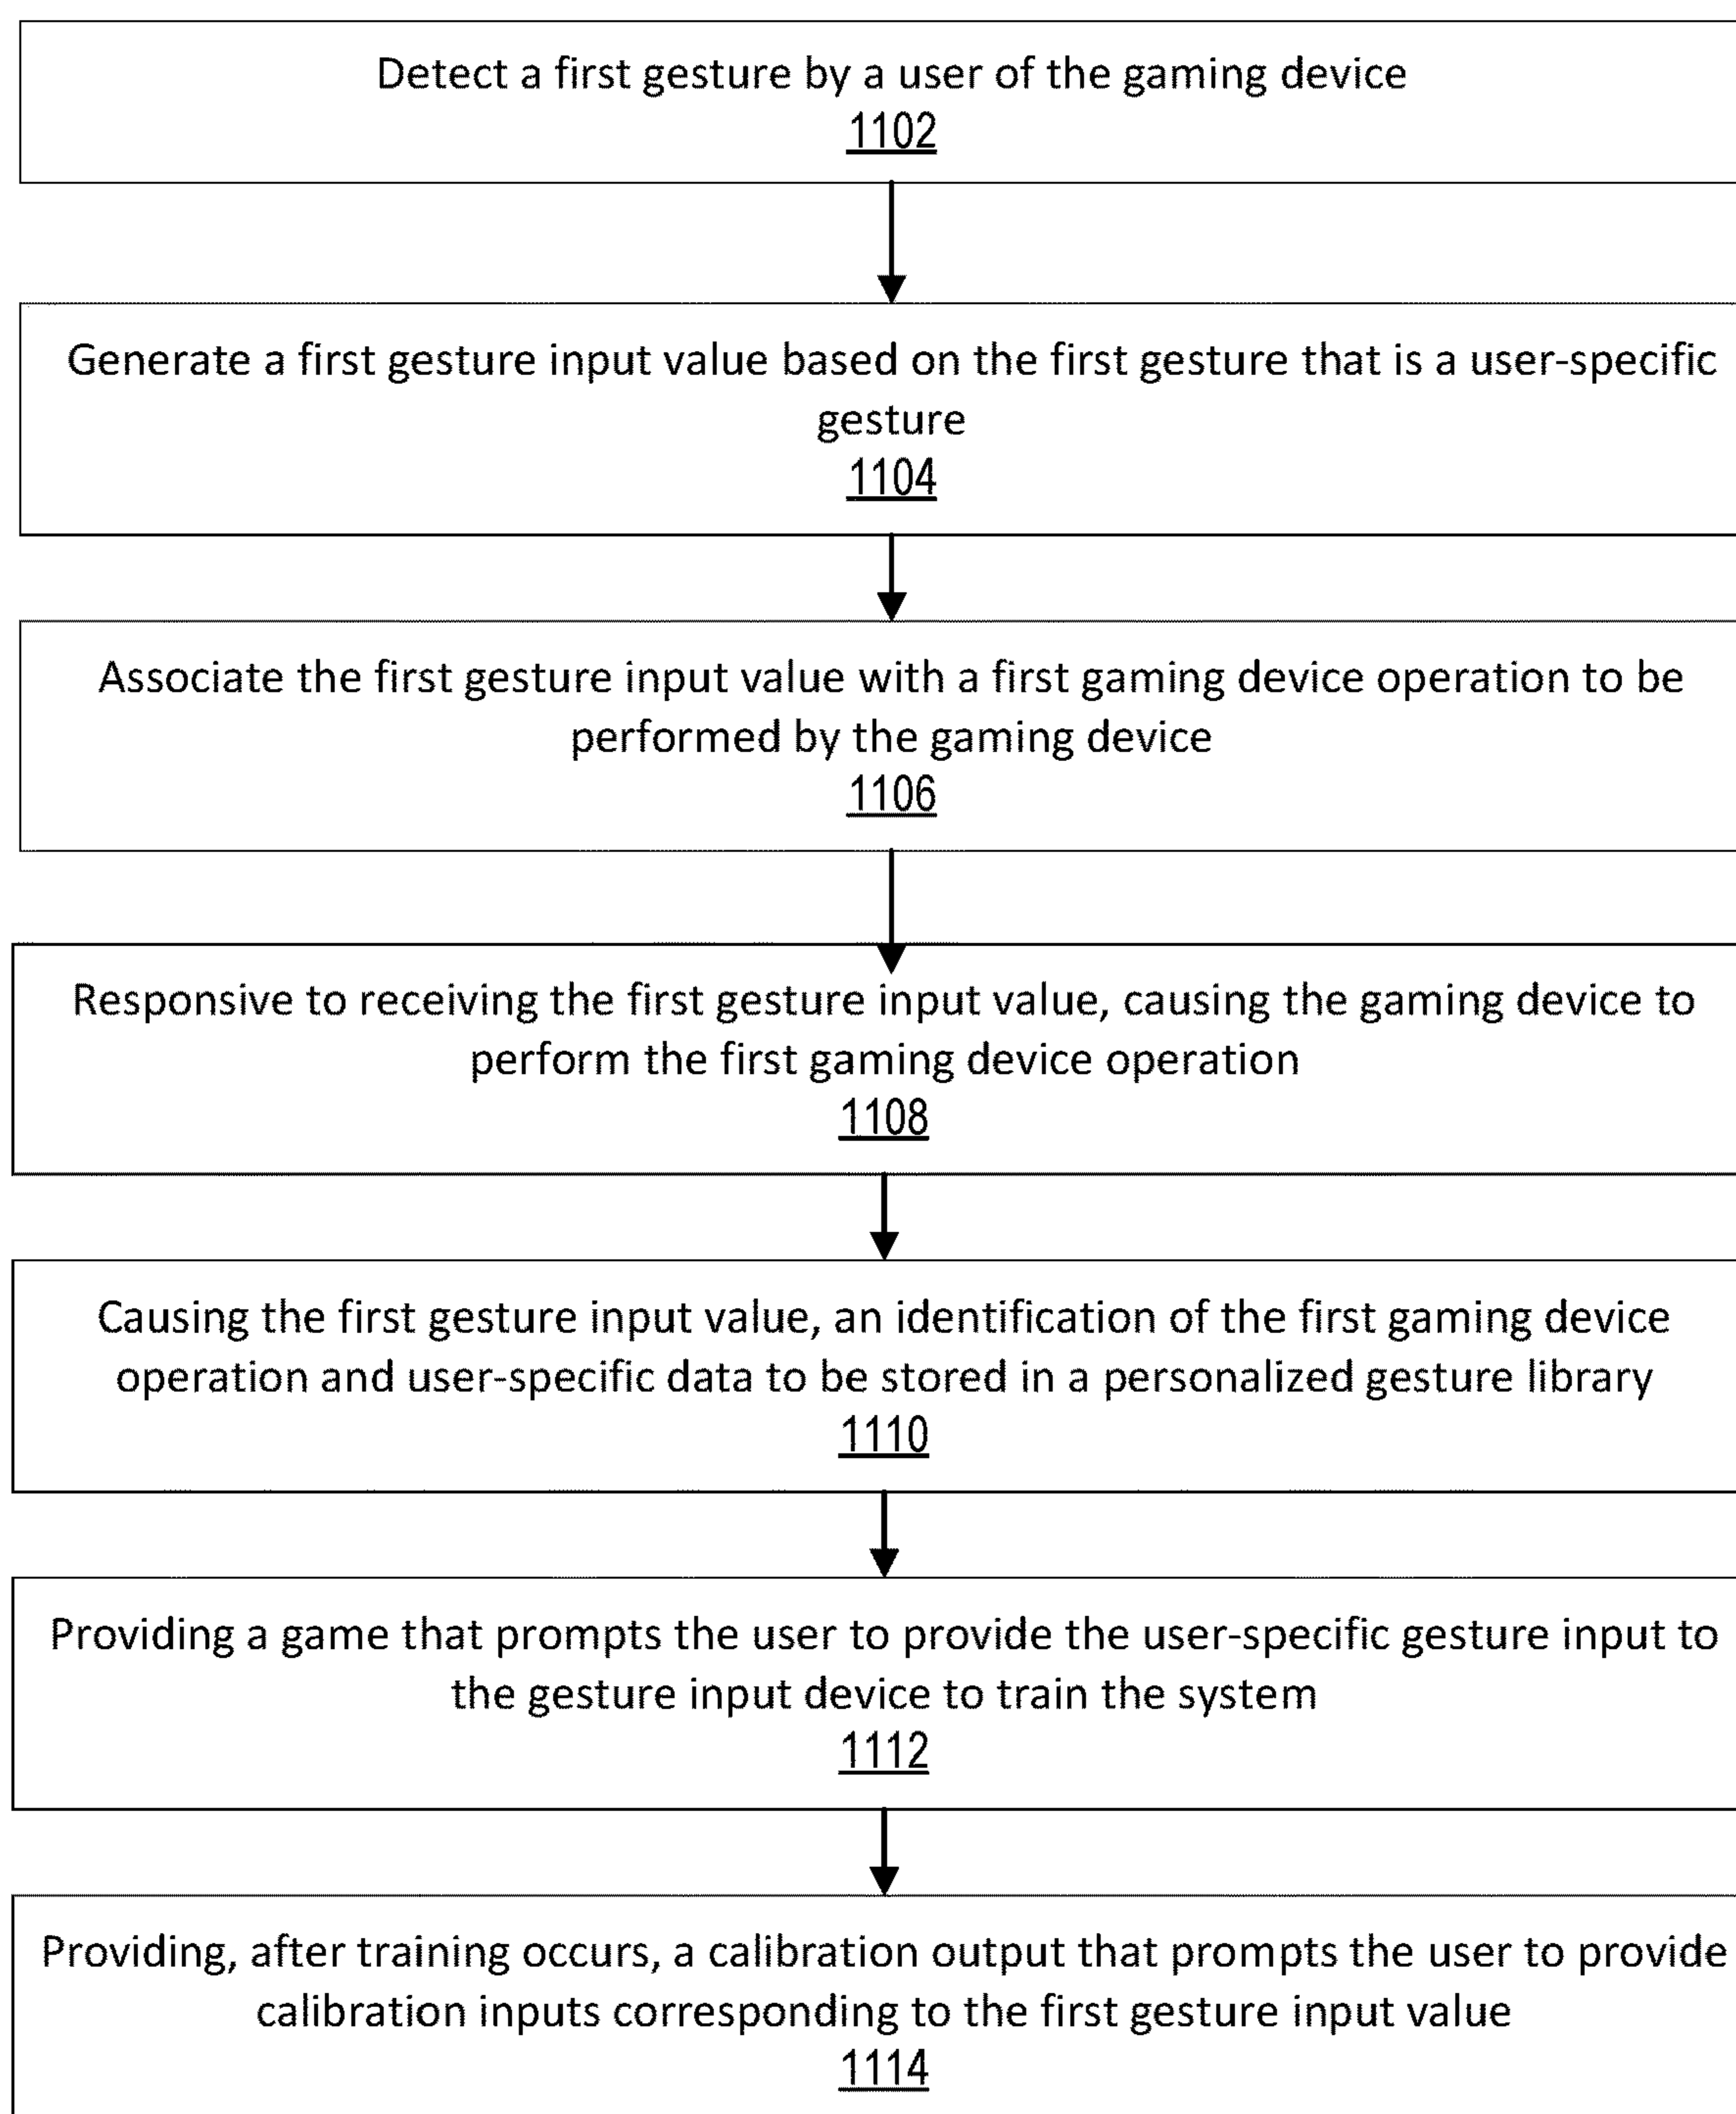 Detect a first gesture by a user of the gaming device
1102
Generate a first gesture input value based on the first gesture that is a user-specific
gesture
1104
Associate the first gesture input value with a first gaming device operation to be
performed by the gaming device
1106
Responsive to receiving the first gesture input value, causing the gaming device to
perform the first gaming device operation
1108
Causing the first gesture input value, an identification of the first gaming device
operation and user-specific data to be stored in a personalized gesture library
1110
Providing a game that prompts the user to provide the user-specific gesture input to
the gesture input device to train the system
1112
Providing, after training occurs, a calibration output that prompts the user to provide
calibration inputs corresponding to the first gesture input value
1114